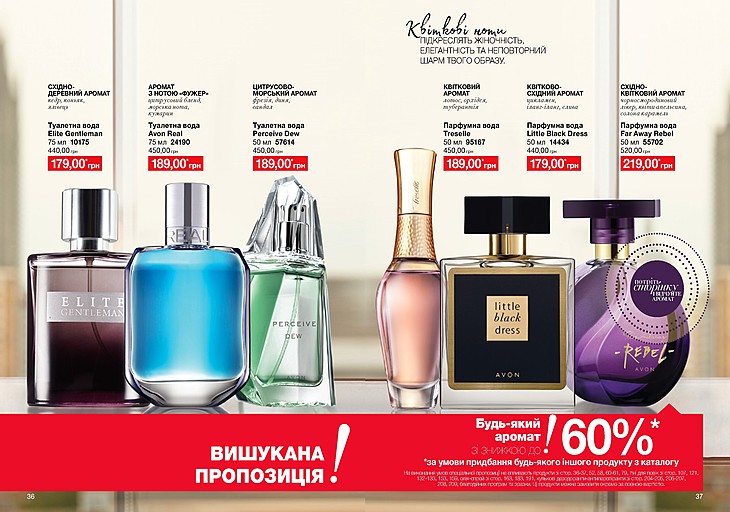 Квіткові ноти
ПІДКРЕСЛЯТЬ ЖІНОЧНІСТЬ,
ЕЛЕГАНТНІСТЬ ТА НЕПОВТОРНИЙ
ШАРМ ТВОГО ОБРАЗУ.
СХІДНО-
ДЕРЕВНИЙ АРОМАТ
кедр, коньяк,
ялівець
Туалетна вода
Elite Gentleman
75 мл 10175
440,00 грн
179,00* грн
АРОМАТ
З НОТОЮ «ФУЖЕР»
цитрусовий бленд,
морська нота,
кумарин
Туалетна вода
Avon Real
75 мл 24190
450,00 грн
189,00* грн
ЦИТРУСОВО-
МОРСЬКИЙ АРОМАТ
фрезія, диня,
сандал
Туалетна вода
Perceive Dew
50 мл 57614
450,00 грн
189,00* грн
КВІТКОВИЙ
АРОМАТ
лотос, орхідея,
тубероза
Парфумна вода
Treselle
50 мл 95167
450,00 грн
189,00* грн
КВІТКОВО-
СХІДНИЙ АРОМАТ
цикламен,
іланг-іланг, слива
Парфумна вода
Little Black Dress
50 мл 14434
440,00 грн
179,00* грн
СХІДНО-
КВІТКОВИЙ АРОМАТ
чорносмородиновий
лікер, квіти апельсина,
солона карамель
Парфумна вода
Far Away Rebel
50 мл 55702
520,00 грн
219,00* грн
ELITE
GENTLEMAN
REAL
PERCEIVE
DEW
treselle
little
black
dress
AVON
ПОТРІТЬ
сторінку
І ВІДЧУЙТЕ
АРОМАТ
-REBEL-
AVON
ВИШУКАНА
ПРОПОЗИЦІЯ!
Будь-який
аромат
ЗІ ЗНИЖКОЮ ДО
!60%*
*за умови придбання будь-якого іншого продукту з каталогу
36
37